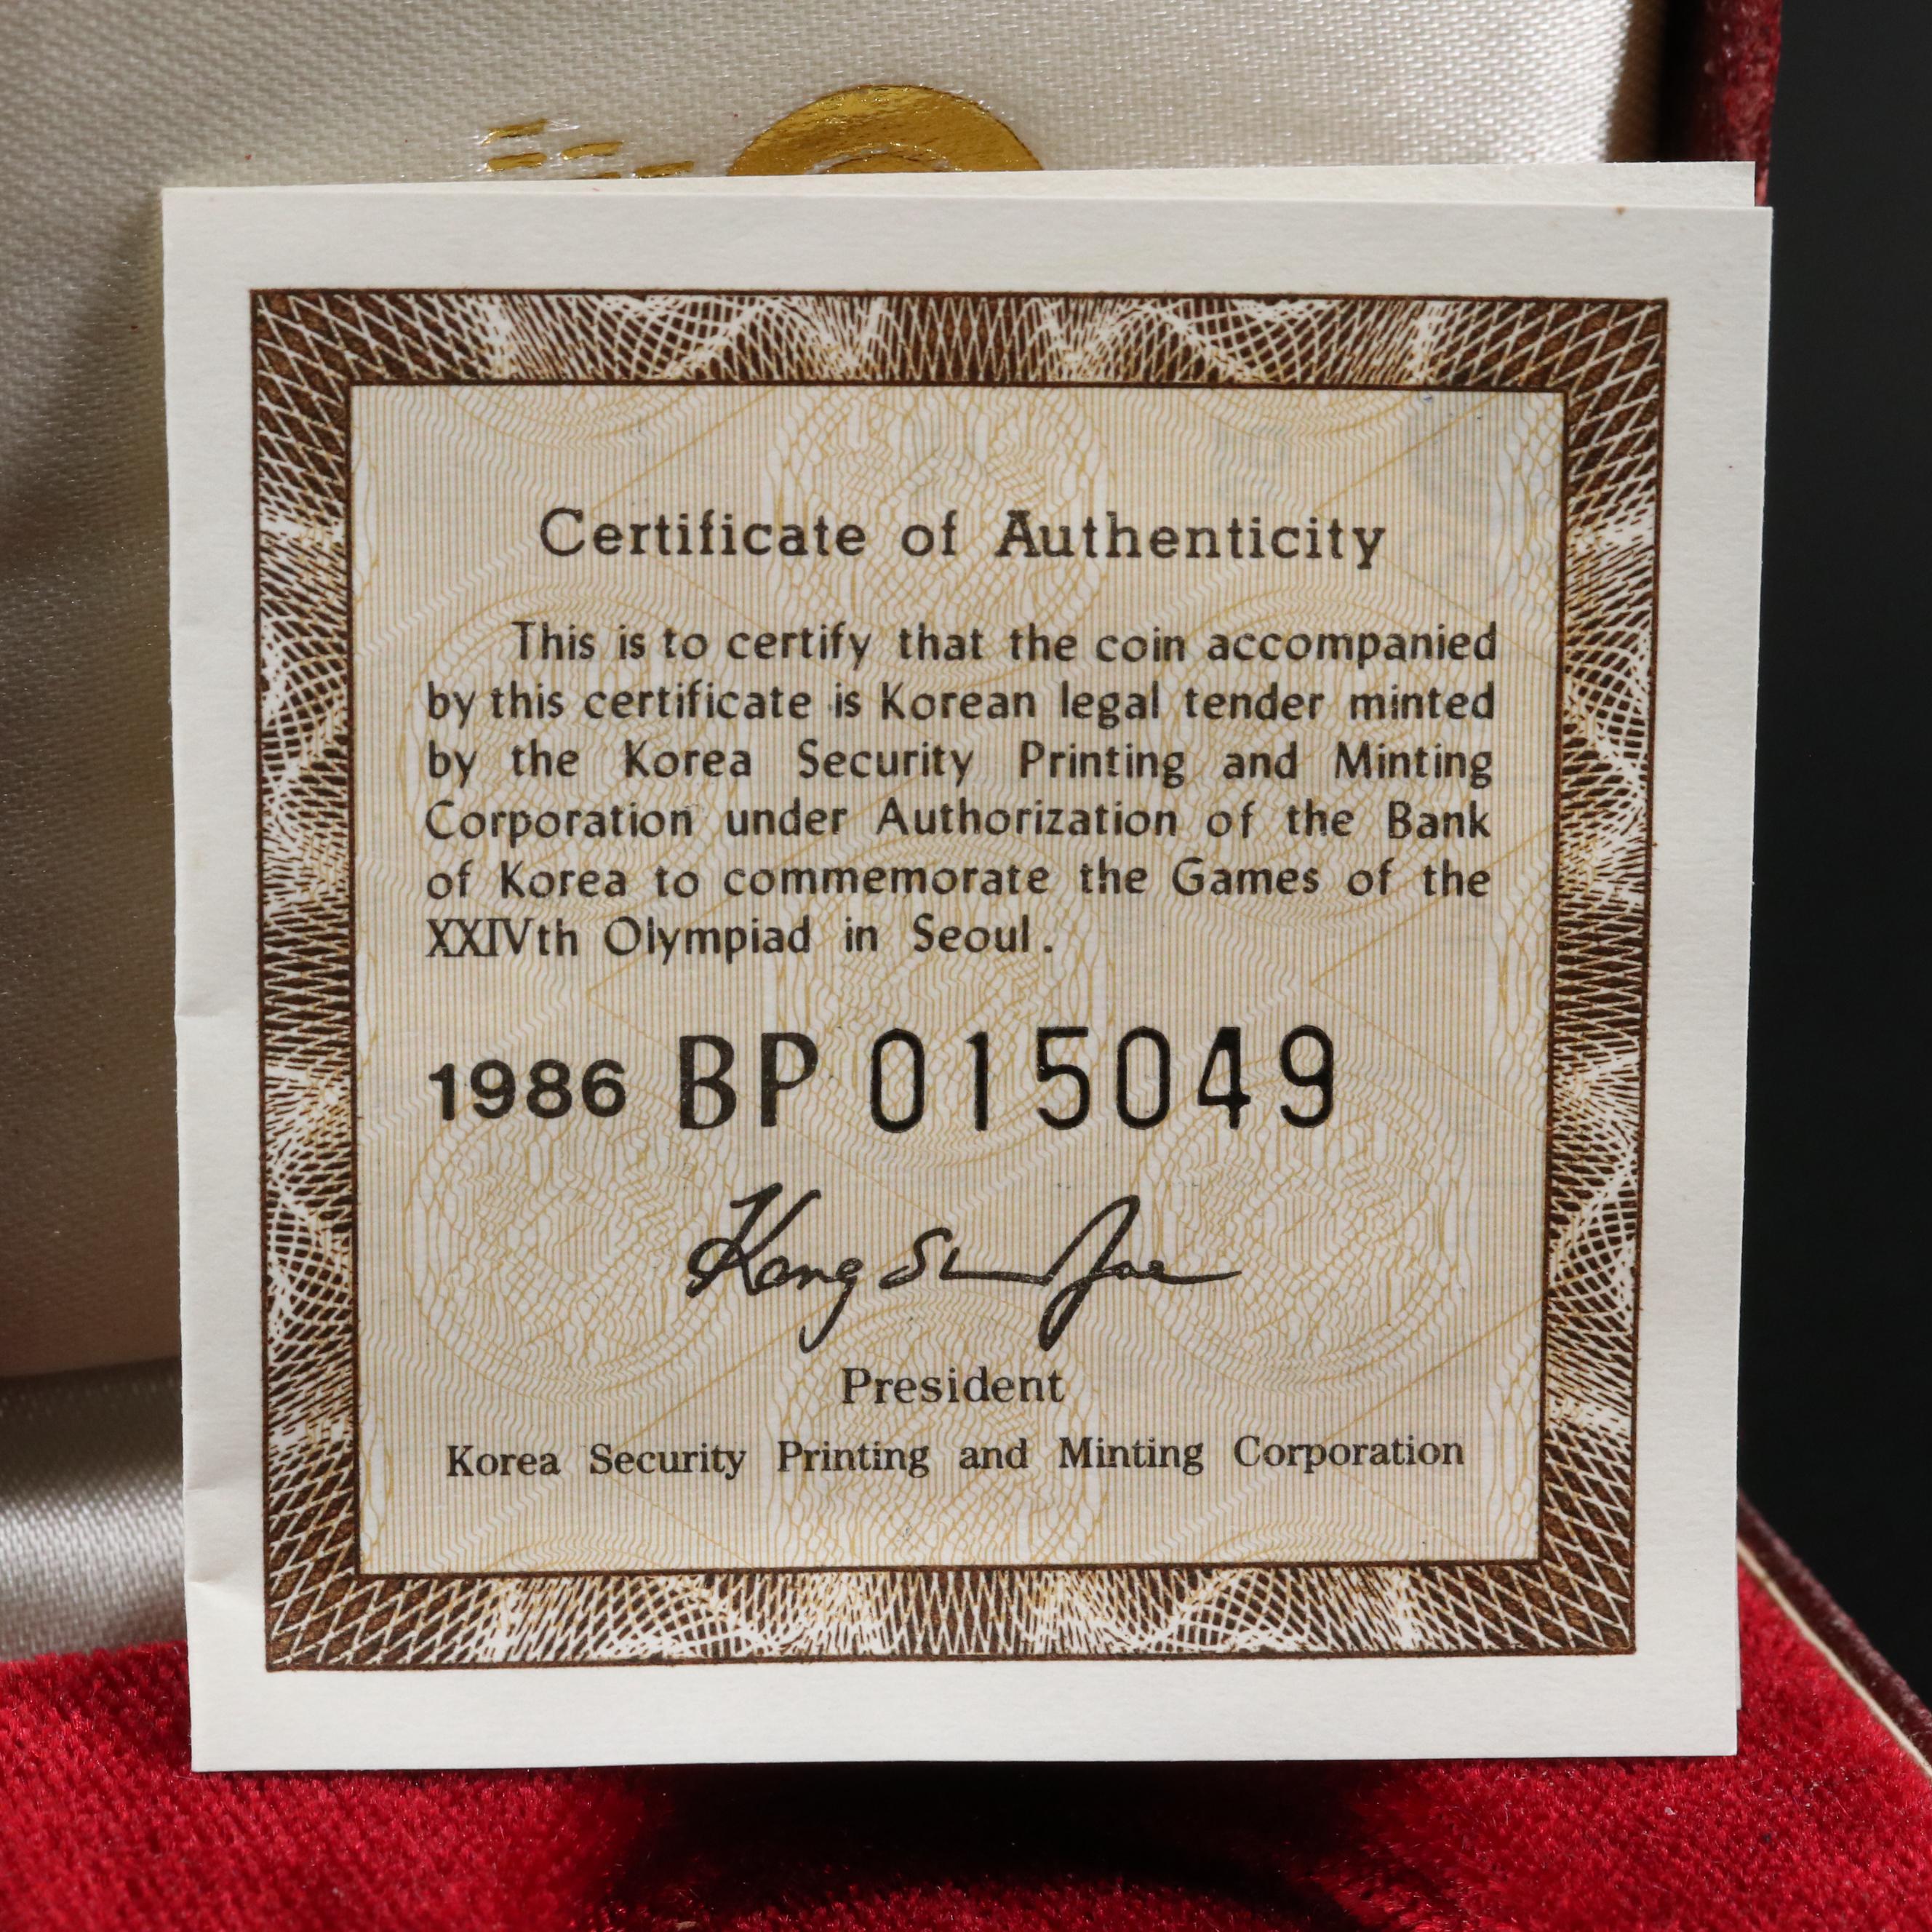 Certificate of Authenticity
This is to certify that the coin accompanied
by this certificate is Korean legal tender minted
by the Korea Security Printing and Minting
Corporation under Authorization of the Bank
of Korea to commemorate the Games of the
XXIVth Olympiad in Seoul.
1986 BP 015049
President
Korea Security Printing and Minting Corporation